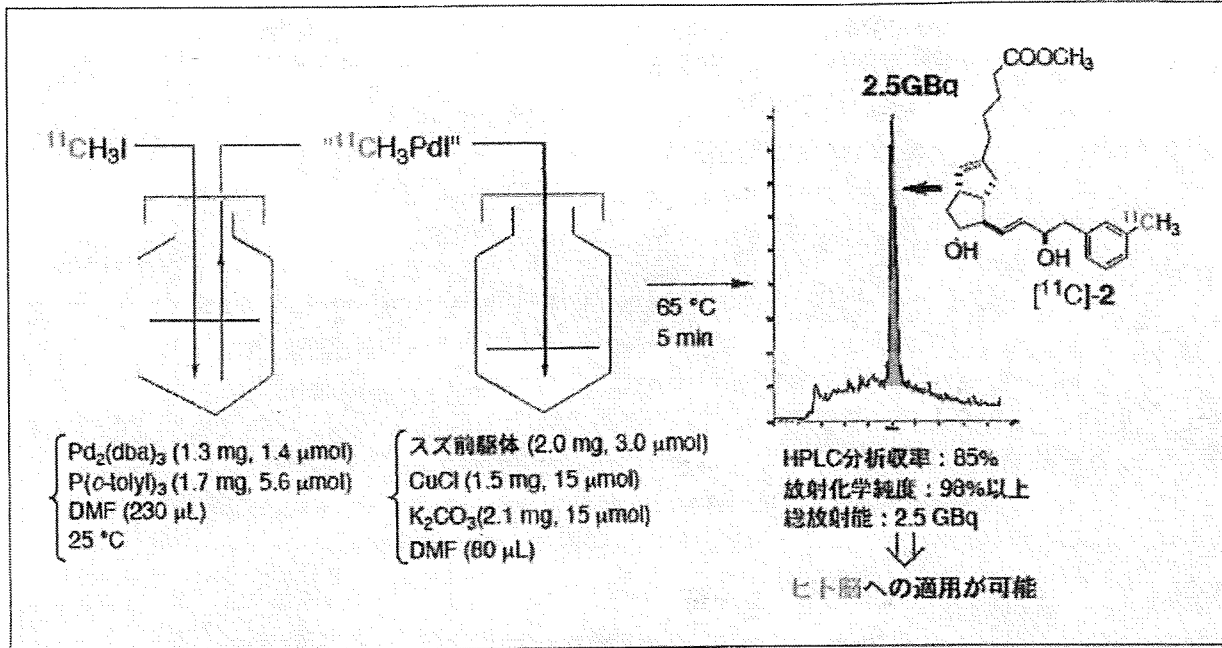 ¹¹CH₃I
"¹¹CH₃PdI"
2.5GBq
COOCH₃
¹¹CH₃
OH
OH
[¹¹C]-2
65 °C
5 min
Pd₂(dba)₃ (1.3 mg, 1.4 μmol)
P(o-tolyl)₃ (1.7 mg, 5.6 μmol)
DMF (230 μL)
25 °C
スズ前駆体 (2.0 mg, 3.0 μmol)
CuCl (1.5 mg, 15 μmol)
K₂CO₃(2.1 mg, 15 μmol)
DMF (80 μL)
HPLC分析収率：85%
放射化学純度：98%以上
総放射能：2.5 GBq
ヒト脳への適用が可能